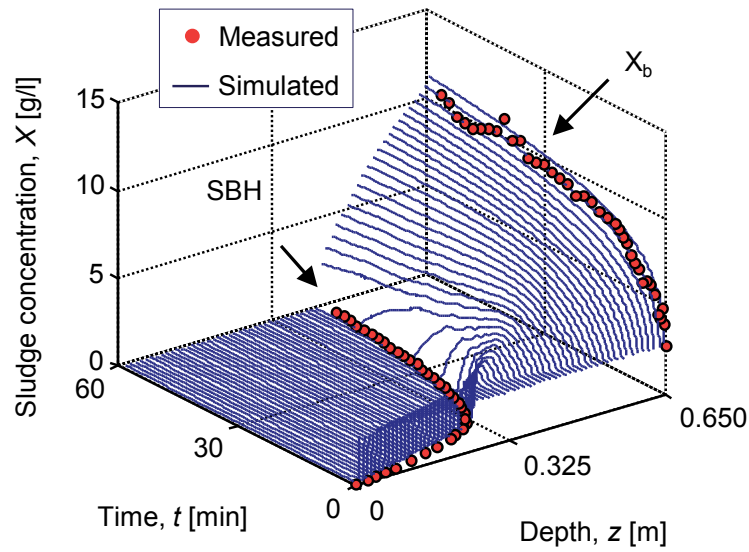 Measured
Simulated
X_b
15
10
5
0
Sludge concentration, X [g/l]
SBH
60
30
0
Time, t [min]
0
0.325
0.650
Depth, z [m]